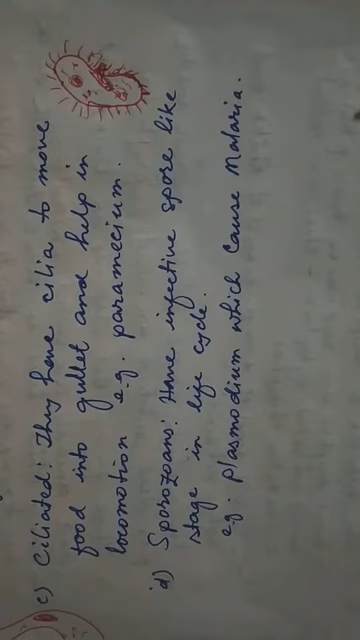 c) Ciliated: They have cilia to move
food into gullet and help in
locomotion e.g. paramecium.
d) Sporozoans: Have infective spore like
stage in life cycle.
e.g. plasmodium which cause Malaria.